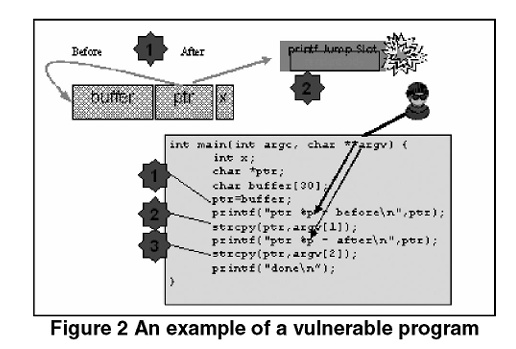 Before
1
After
printf Jump Slot
2
buffer
ptr
x
int main(int argc, char **argv) {
int x;
char *ptr;
char buffer[30];
1
ptr=buffer;
printf("ptr %p - before\n",ptr);
2
strcpy(ptr,argv[1]);
printf("ptr %p - after\n",ptr);
3
strcpy(ptr,argv[2]);
printf("done\n");
}
Figure 2 An example of a vulnerable program